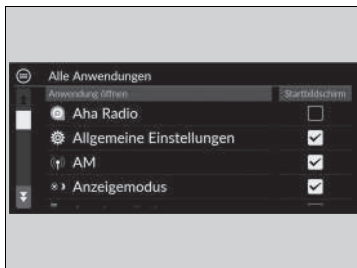 Alle Anwendungen
Anwendung öffnen Startbildschirm
Aha Radio
Allgemeine Einstellungen
AM
Anzeigemodus